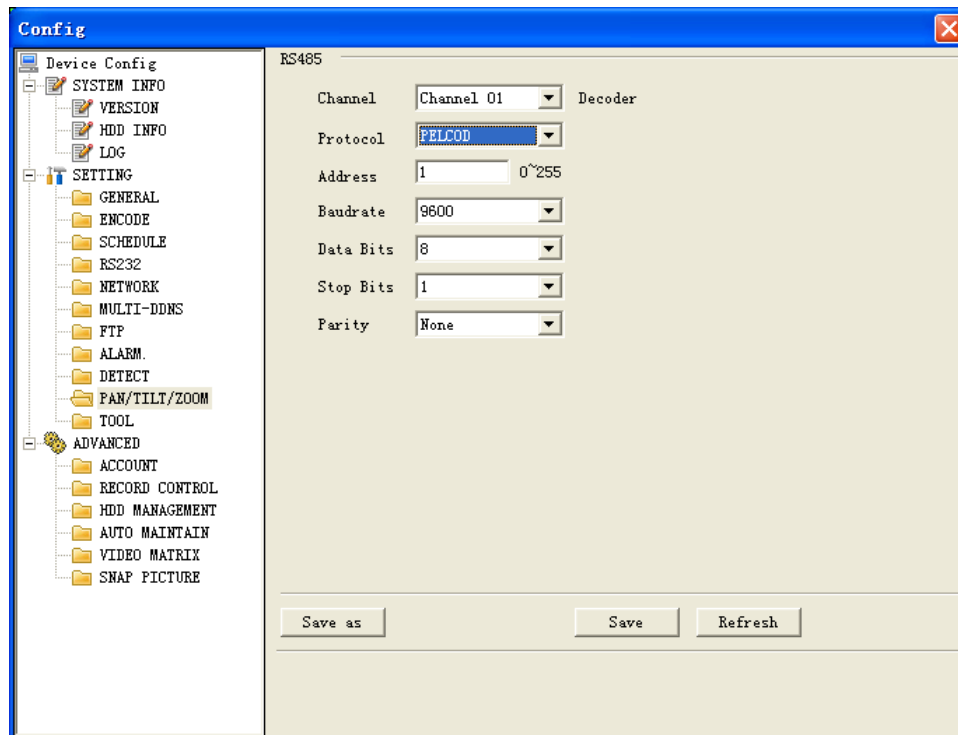 Config
Device Config
SYSTEM INFO
VERSION
HDD INFO
LOG
SETTING
GENERAL
ENCODE
SCHEDULE
RS232
NETWORK
MULTI-DDNS
FTP
ALARM.
DETECT
PAN/TILT/ZOOM
TOOL
ADVANCED
ACCOUNT
RECORD CONTROL
HDD MANAGEMENT
AUTO MAINTAIN
VIDEO MATRIX
SNAP PICTURE
RS485
Channel Channel 01 Decoder
Protocol PELCOD
Address 1 0~255
Baudrate 9600
Data Bits 8
Stop Bits 1
Parity None
Save as Save Refresh